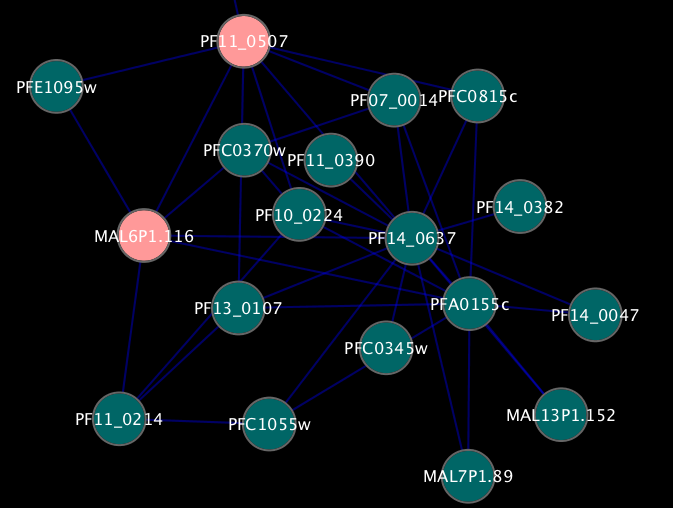 PF11_0507
PFE1095w
PF07_0014
PFC0815c
PFC0370w
PF11_0390
PF10_0224
PF14_0382
MAL6P1.116
PF14_0637
PF13_0107
PFA0155c
PF14_0047
PFC0345w
PF11_0214
PFC1055w
MAL13P1.152
MAL7P1.89